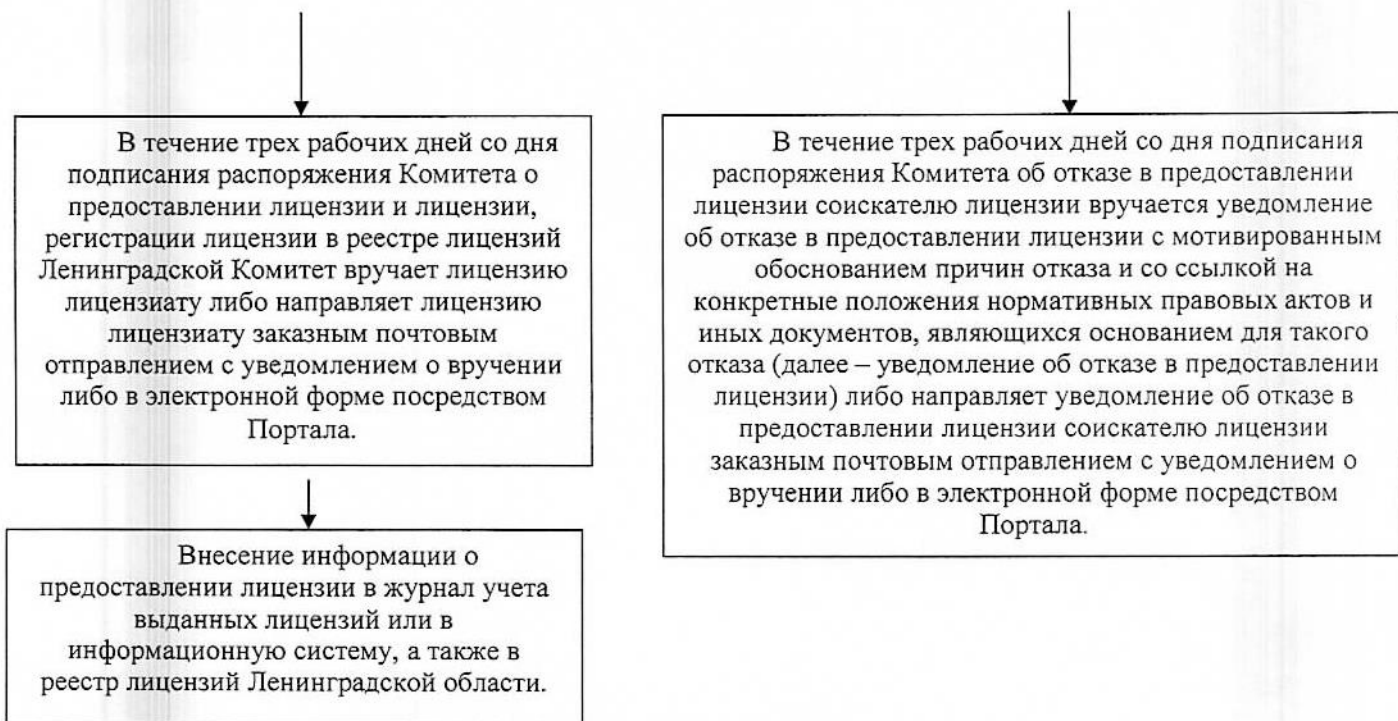 В течение трех рабочих дней со дня
подписания распоряжения Комитета о
предоставлении лицензии и лицензии,
регистрации лицензии в реестре лицензий
Ленинградской Комитет вручает лицензию
лицензиату либо направляет лицензию
лицензиату заказным почтовым
отправлением с уведомлением о вручении
либо в электронной форме посредством
Портала.
Внесение информации о
предоставлении лицензии в журнал учета
выданных лицензий или в
информационную систему, а также в
реестр лицензий Ленинградской области.
В течение трех рабочих дней со дня подписания
распоряжения Комитета об отказе в предоставлении
лицензии соискателю лицензии вручается уведомление
об отказе в предоставлении лицензии с мотивированным
обоснованием причин отказа и со ссылкой на
конкретные положения нормативных правовых актов и
иных документов, являющихся основанием для такого
отказа (далее – уведомление об отказе в предоставлении
лицензии) либо направляет уведомление об отказе в
предоставлении лицензии соискателю лицензии
заказным почтовым отправлением с уведомлением о
вручении либо в электронной форме посредством
Портала.